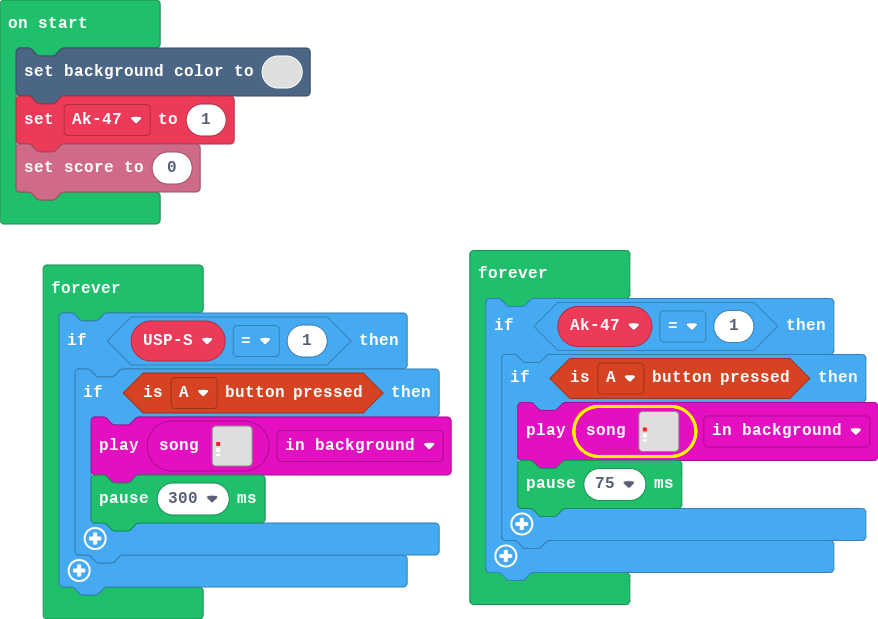 on start
set background color to
set Ak-47 to 1
set score to 0
forever
if USP-S = 1 then
if is A button pressed then
play song in background
pause 300 ms
forever
if Ak-47 = 1 then
if is A button pressed then
play song in background
pause 75 ms